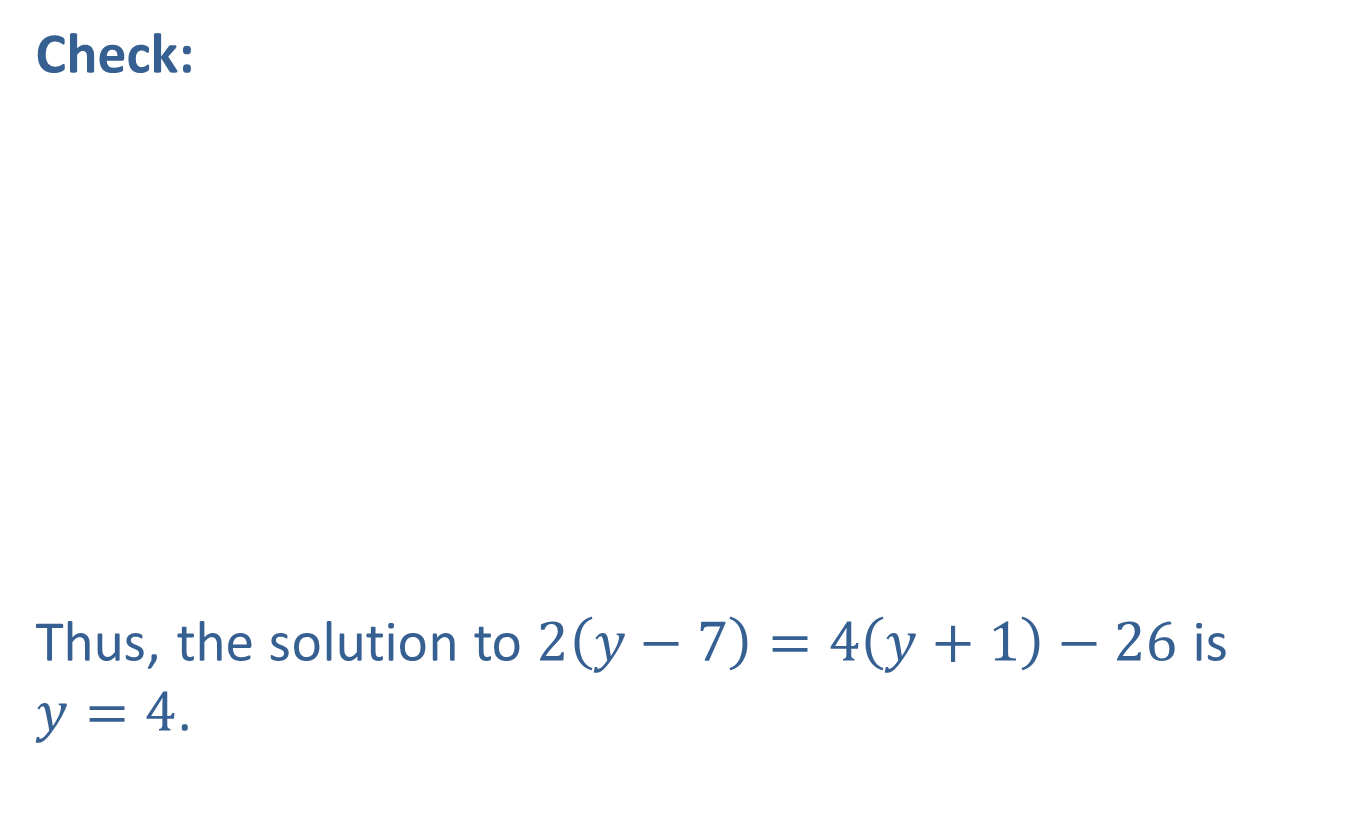 Check:
Thus, the solution to 2(𝑦 − 7) = 4(𝑦 + 1) − 26 is
𝑦 = 4.